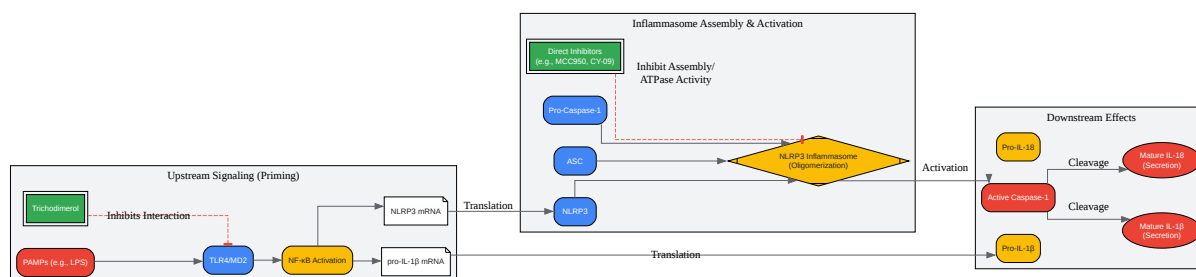 Upstream Signaling (Priming)
Trichodimerol
Inhibits Interaction
PAMPs (e.g., LPS)
TLR4/MD2
NF-κB Activation
NLRP3 mRNA
pro-IL-1β mRNA
Translation
Translation
Inflammasome Assembly & Activation
Direct Inhibitors
(e.g., MCC950, CY-09)
Inhibit Assembly/
ATPase Activity
Pro-Caspase-1
ASC
NLRP3
NLRP3 Inflammasome
(Oligomerization)
Activation
Downstream Effects
Pro-IL-18
Active Caspase-1
Pro-IL-1β
Cleavage
Cleavage
Mature IL-18
(Secretion)
Mature IL-1β
(Secretion)